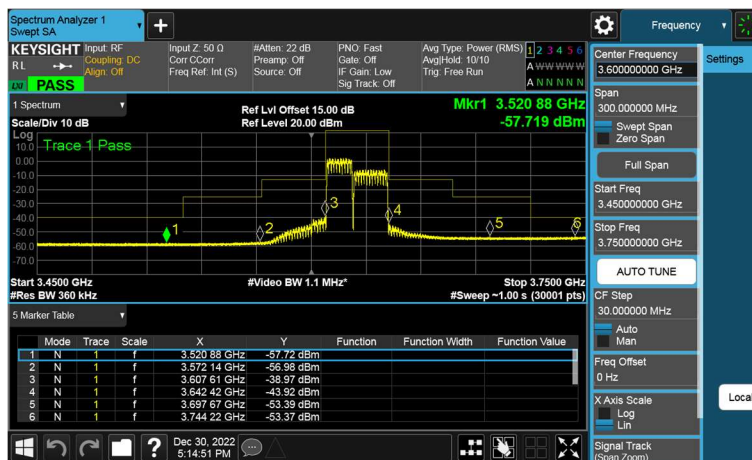 Spectrum Analyzer 1
Swept SA
Frequency
KEYSIGHT
RL
LXI
PASS
Input: RF
Coupling: DC
Align: Off
Input Z: 50 Ω
Corr CCorr
Freq Ref: Int (S)
#Atten: 22 dB
Preamp: Off
Source: Off
PNO: Fast
Gate: Off
IF Gain: Low
Sig Track: Off
Avg Type: Power (RMS)
Avg|Hold: 10/10
Trig: Free Run
1 2 3 4 5 6
A W W W W W
A N N N N N
1 Spectrum
Scale/Div 10 dB
Ref Lvl Offset 15.00 dB
Ref Level 20.00 dBm
Mkr1 3.520 88 GHz
-57.719 dBm
Log
Trace 1 Pass
10.0
0.00
-10.0
-20.0
-30.0
-40.0
-50.0
-60.0
-70.0
1
2
3
4
5
6
Start 3.4500 GHz
#Video BW 1.1 MHz*
Stop 3.7500 GHz
#Res BW 360 kHz
#Sweep ~1.00 s (30001 pts)
5 Marker Table
Mode Trace Scale X Y Function Function Width Function Value
1 N 1 f 3.520 88 GHz -57.72 dBm
2 N 1 f 3.572 14 GHz -56.98 dBm
3 N 1 f 3.607 61 GHz -38.97 dBm
4 N 1 f 3.642 42 GHz -43.92 dBm
5 N 1 f 3.697 67 GHz -53.39 dBm
6 N 1 f 3.744 22 GHz -53.37 dBm
Dec 30, 2022
5:14:51 PM
Center Frequency
3.600000000 GHz
Settings
Span
300.000000 MHz
Swept Span
Zero Span
Full Span
Start Freq
3.450000000 GHz
Stop Freq
3.750000000 GHz
AUTO TUNE
CF Step
30.000000 MHz
Auto
Man
Freq Offset
0 Hz
X Axis Scale
Log
Lin
Local
Signal Track
(Span Zoom)